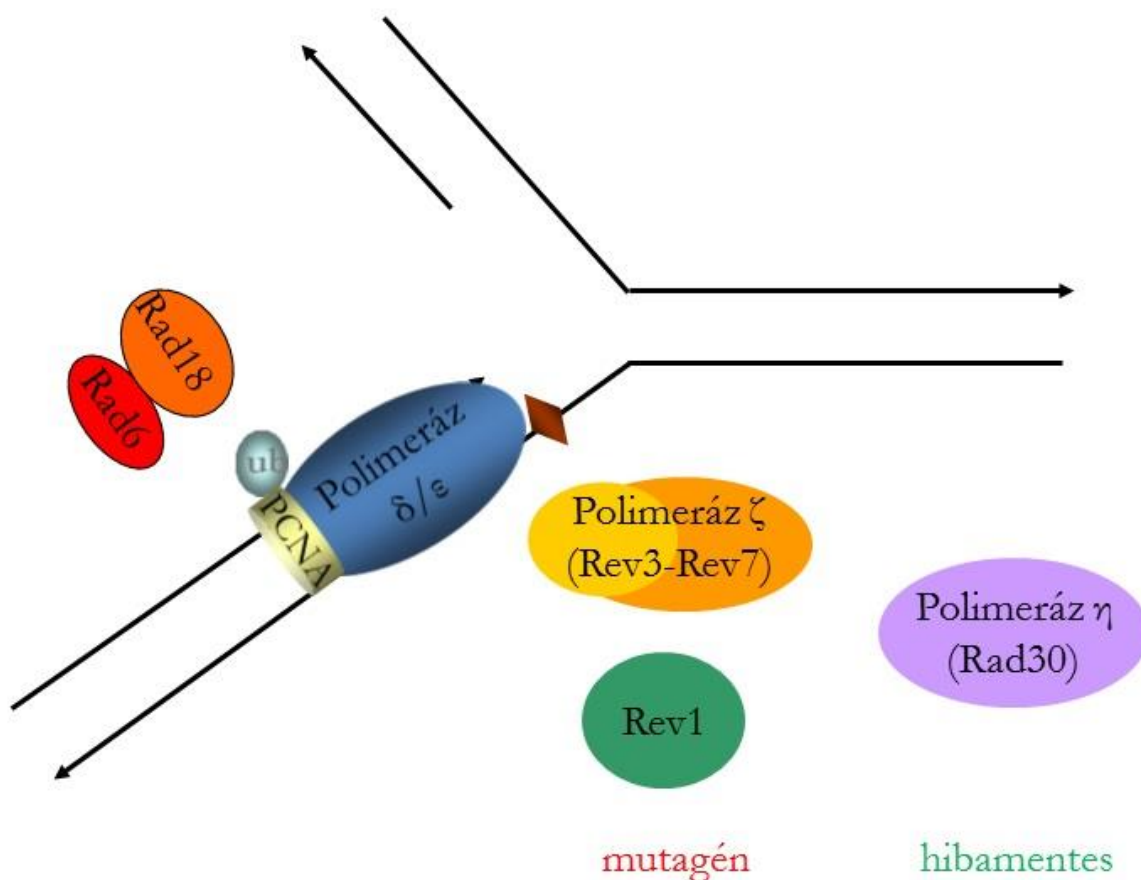 Rad18
Rad6
ub
PCNA
Polimeráz
δ/ε
Polimeráz ζ
(Rev3-Rev7)
Polimeráz η
(Rad30)
Rev1
mutagén
hibamentes